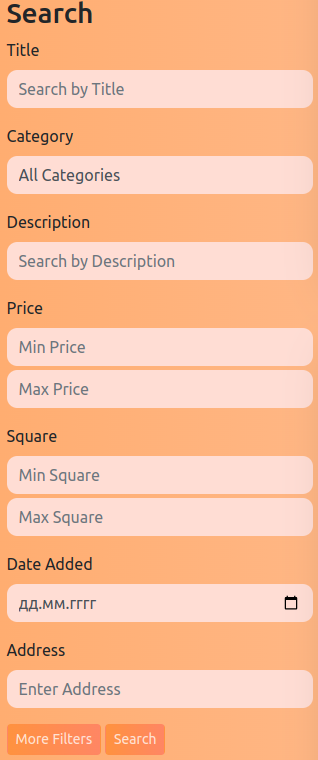 Search
Title
Search by Title
Category
All Categories
Description
Search by Description
Price
Min Price
Max Price
Square
Min Square
Max Square
Date Added
дд.мм.гггг
Address
Enter Address
More Filters Search